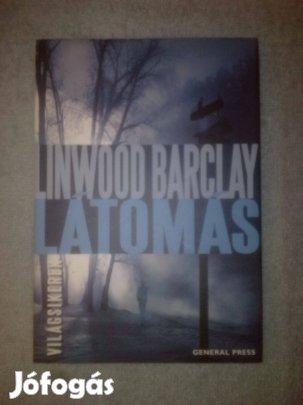 LINWOOD BARCLAY
LÁTOMÁS
VILÁGSIKEREK
GENERAL PRESS
Jófogás